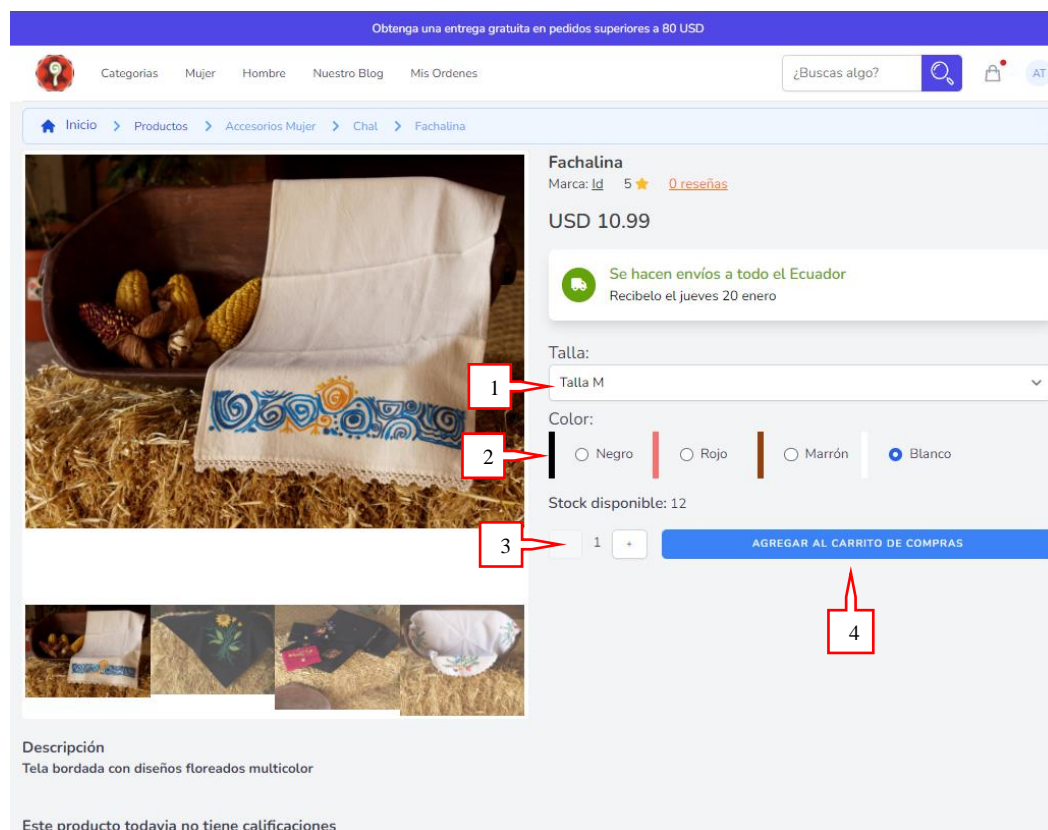 Obtenga una entrega gratuita en pedidos superiores a 80 USD
Categorias Mujer Hombre Nuestro Blog Mis Ordenes ¿Buscas algo? AT
Inicio > Productos > Accesorios Mujer > Chal > Fachalina
Fachalina
Marca: Id 5 0 reseñas
USD 10.99
Se hacen envíos a todo el Ecuador
Recibelo el jueves 20 enero
Talla:
1 Talla M
Color:
2 Negro Rojo Marrón Blanco
Stock disponible: 12
3 1 + AGREGAR AL CARRITO DE COMPRAS
4
Descripción
Tela bordada con diseños floreados multicolor
Este producto todavia no tiene calificaciones